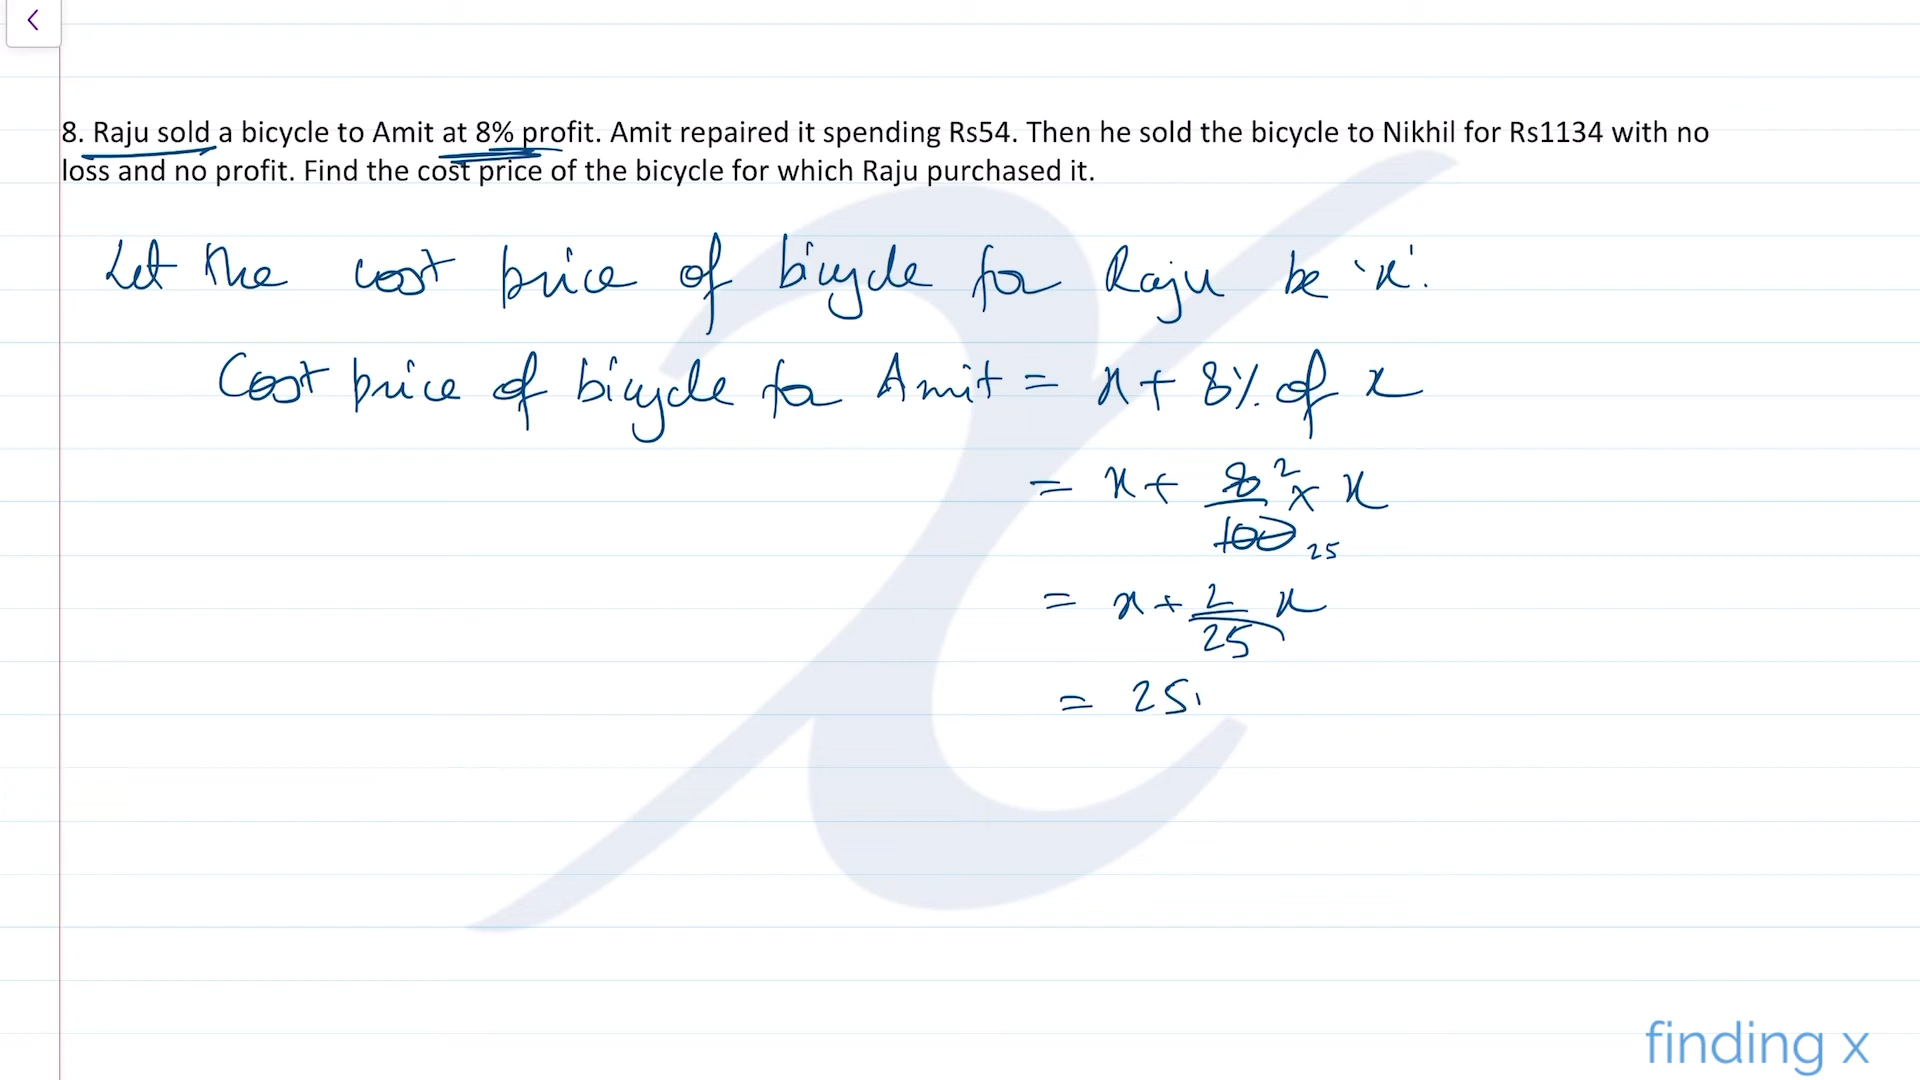 8. Raju sold a bicycle to Amit at 8% profit. Amit repaired it spending Rs54. Then he sold the bicycle to Nikhil for Rs1134 with no
loss and no profit. Find the cost price of the bicycle for which Raju purchased it.
Let the cost price of bicycle for Raju be 'x'.
Cost price of bicycle for Amit = x + 8% of x
= x + 8/100 2 25 × x
= x + 2/25 x
= 25
finding x